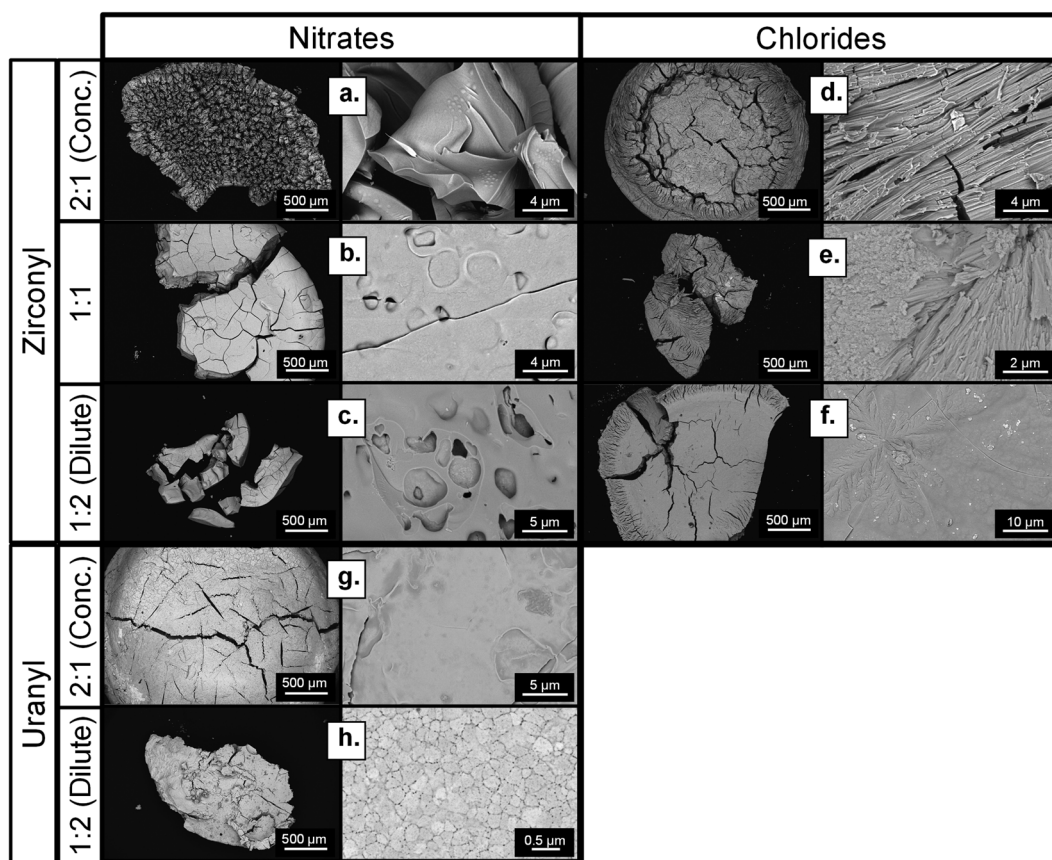 Nitrates
Chlorides
Zirconyl
2:1 (Conc.)
a.
500 µm
4 µm
d.
500 µm
4 µm
1:1
b.
500 µm
4 µm
e.
500 µm
2 µm
1:2 (Dilute)
c.
500 µm
5 µm
f.
500 µm
10 µm
Uranyl
2:1 (Conc.)
g.
500 µm
5 µm
1:2 (Dilute)
h.
500 µm
0.5 µm